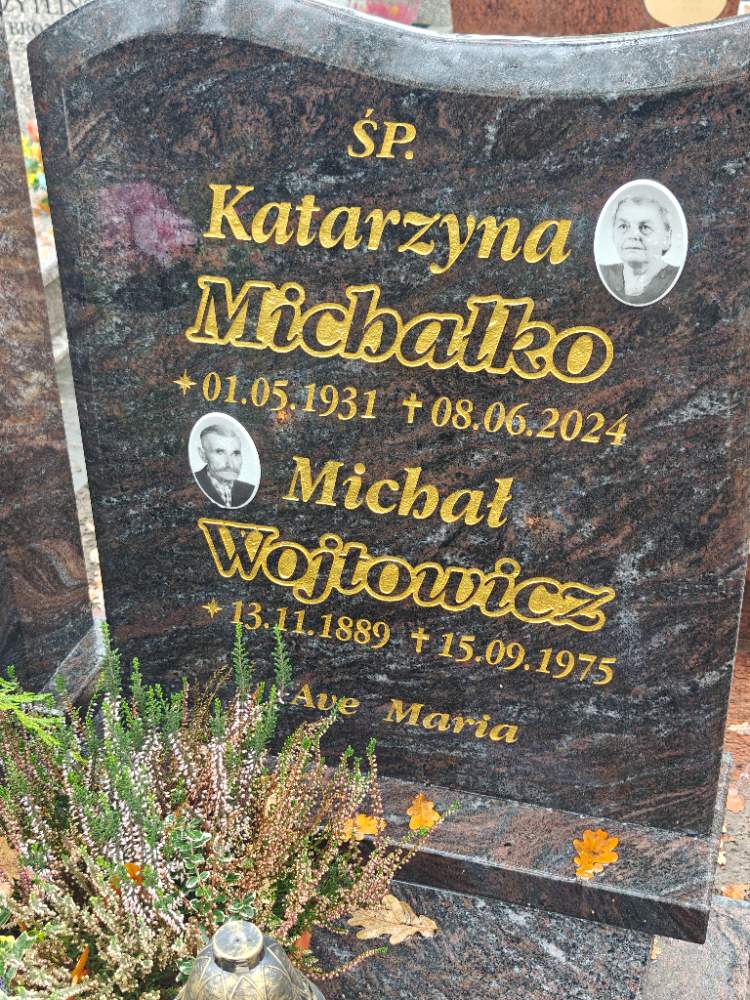 ŚP.
Katarzyna
Michalko
01.05.1931 08.06.2024
Michał
Wojtowicz
13.11.1889 15.09.1975
Ave Maria